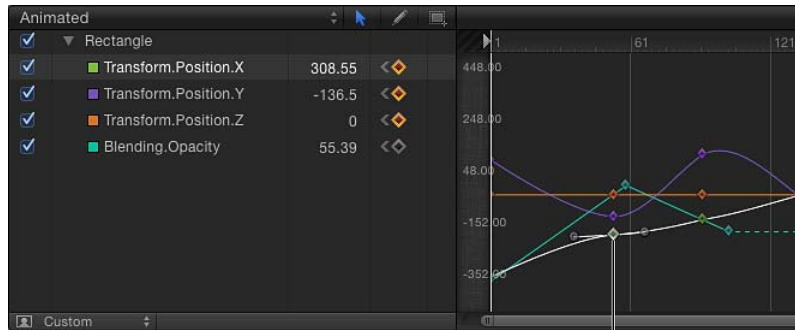 Animated
Rectangle
Transform.Position.X 308.55
Transform.Position.Y -136.5
Transform.Position.Z 0
Blending.Opacity 55.39
Custom
1 61 121
448.00
248.00
48.00
-152.00
-352.00